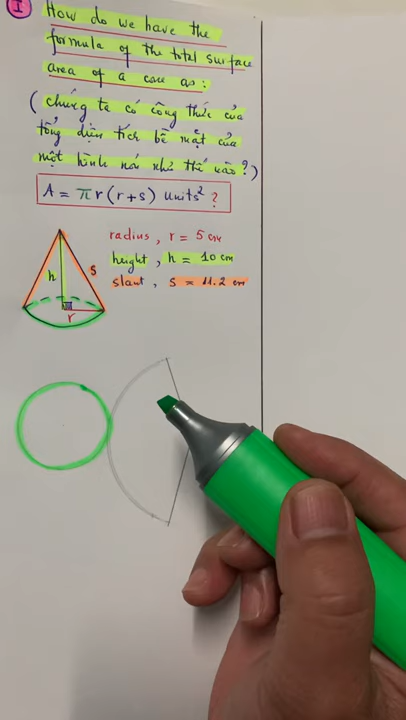 I
How do we have the
formula of the total surface
area of a cone as:
(chúng ta có công thức của
tổng diện tích bề mặt của
một hình nón như thế nào?)
A = πr(r+s) units² ?
radius, r = 5 cm
height, h = 10 cm
slant, s = 11.2 cm
h
s
r